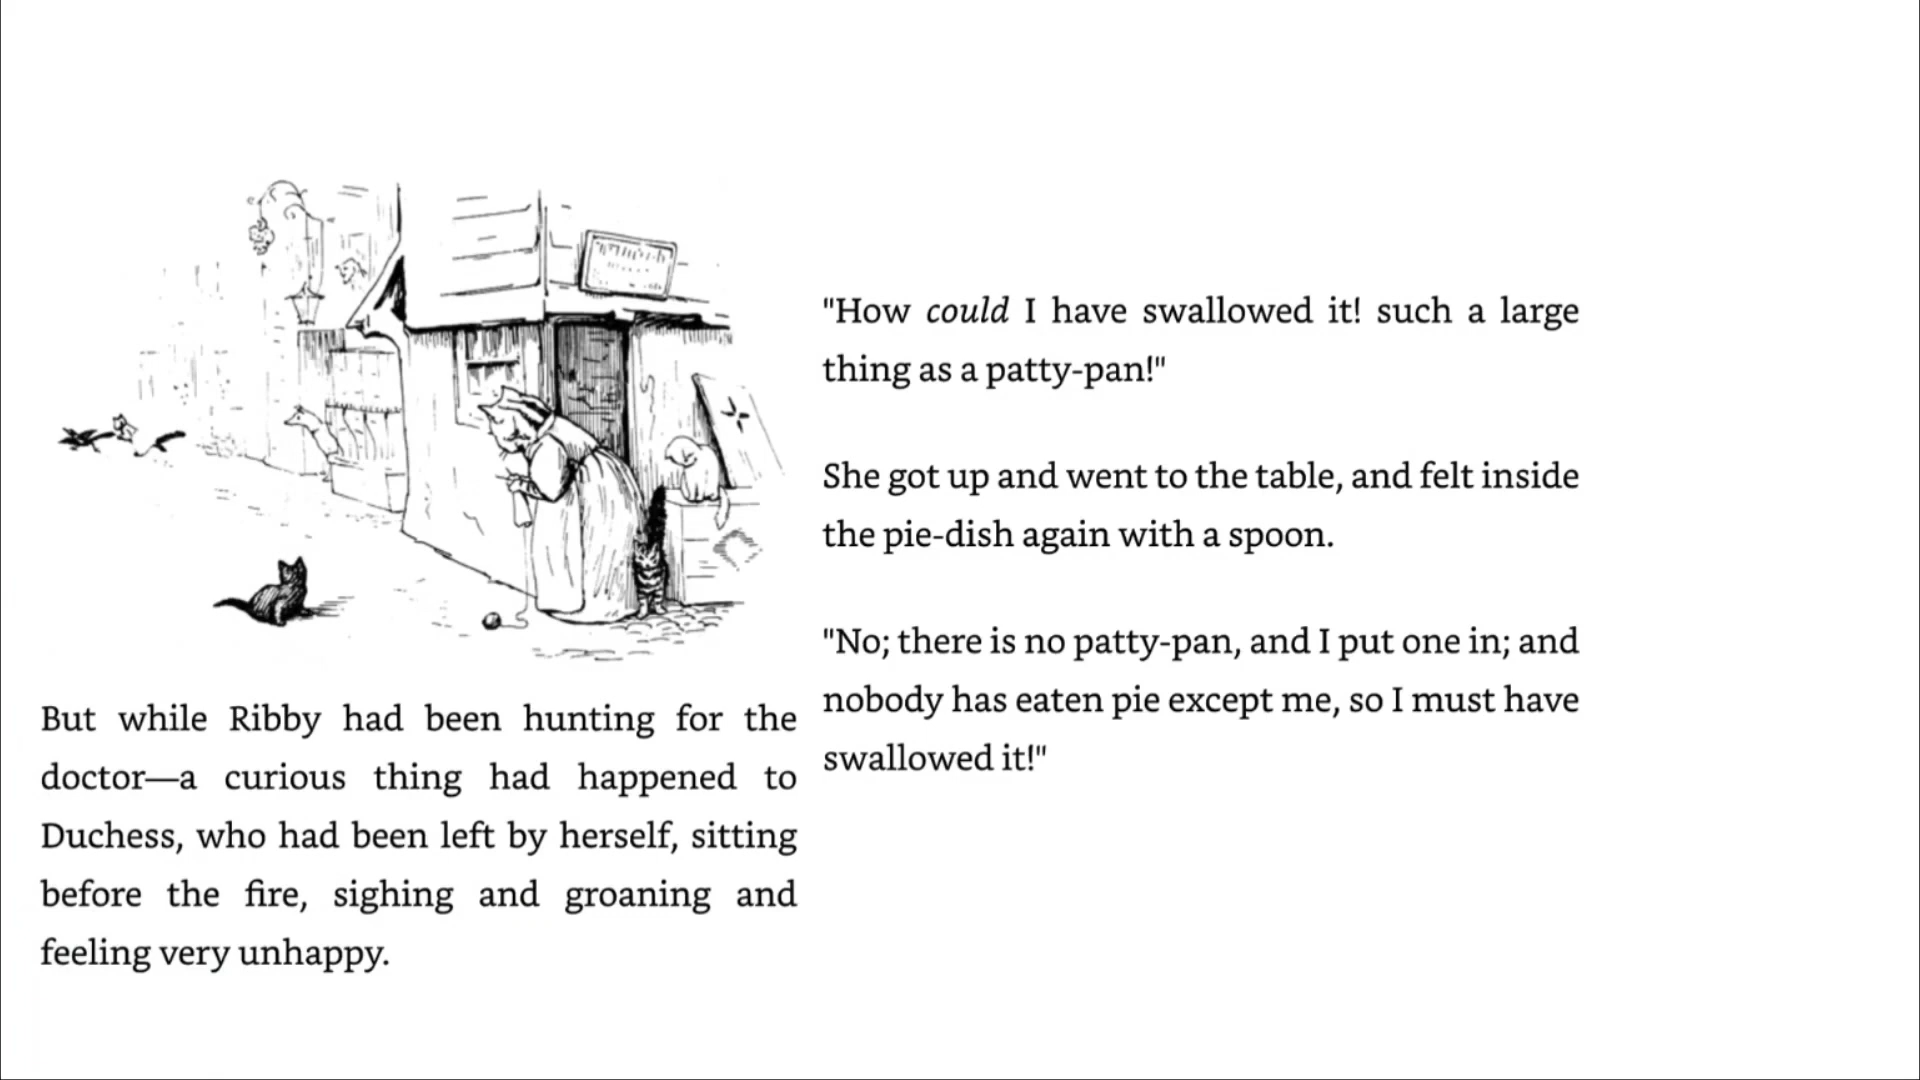 But while Ribby had been hunting for the
doctor—a curious thing had happened to
Duchess, who had been left by herself, sitting
before the fire, sighing and groaning and
feeling very unhappy.
"How could I have swallowed it! such a large
thing as a patty-pan!"
She got up and went to the table, and felt inside
the pie-dish again with a spoon.
"No; there is no patty-pan, and I put one in; and
nobody has eaten pie except me, so I must have
swallowed it!"